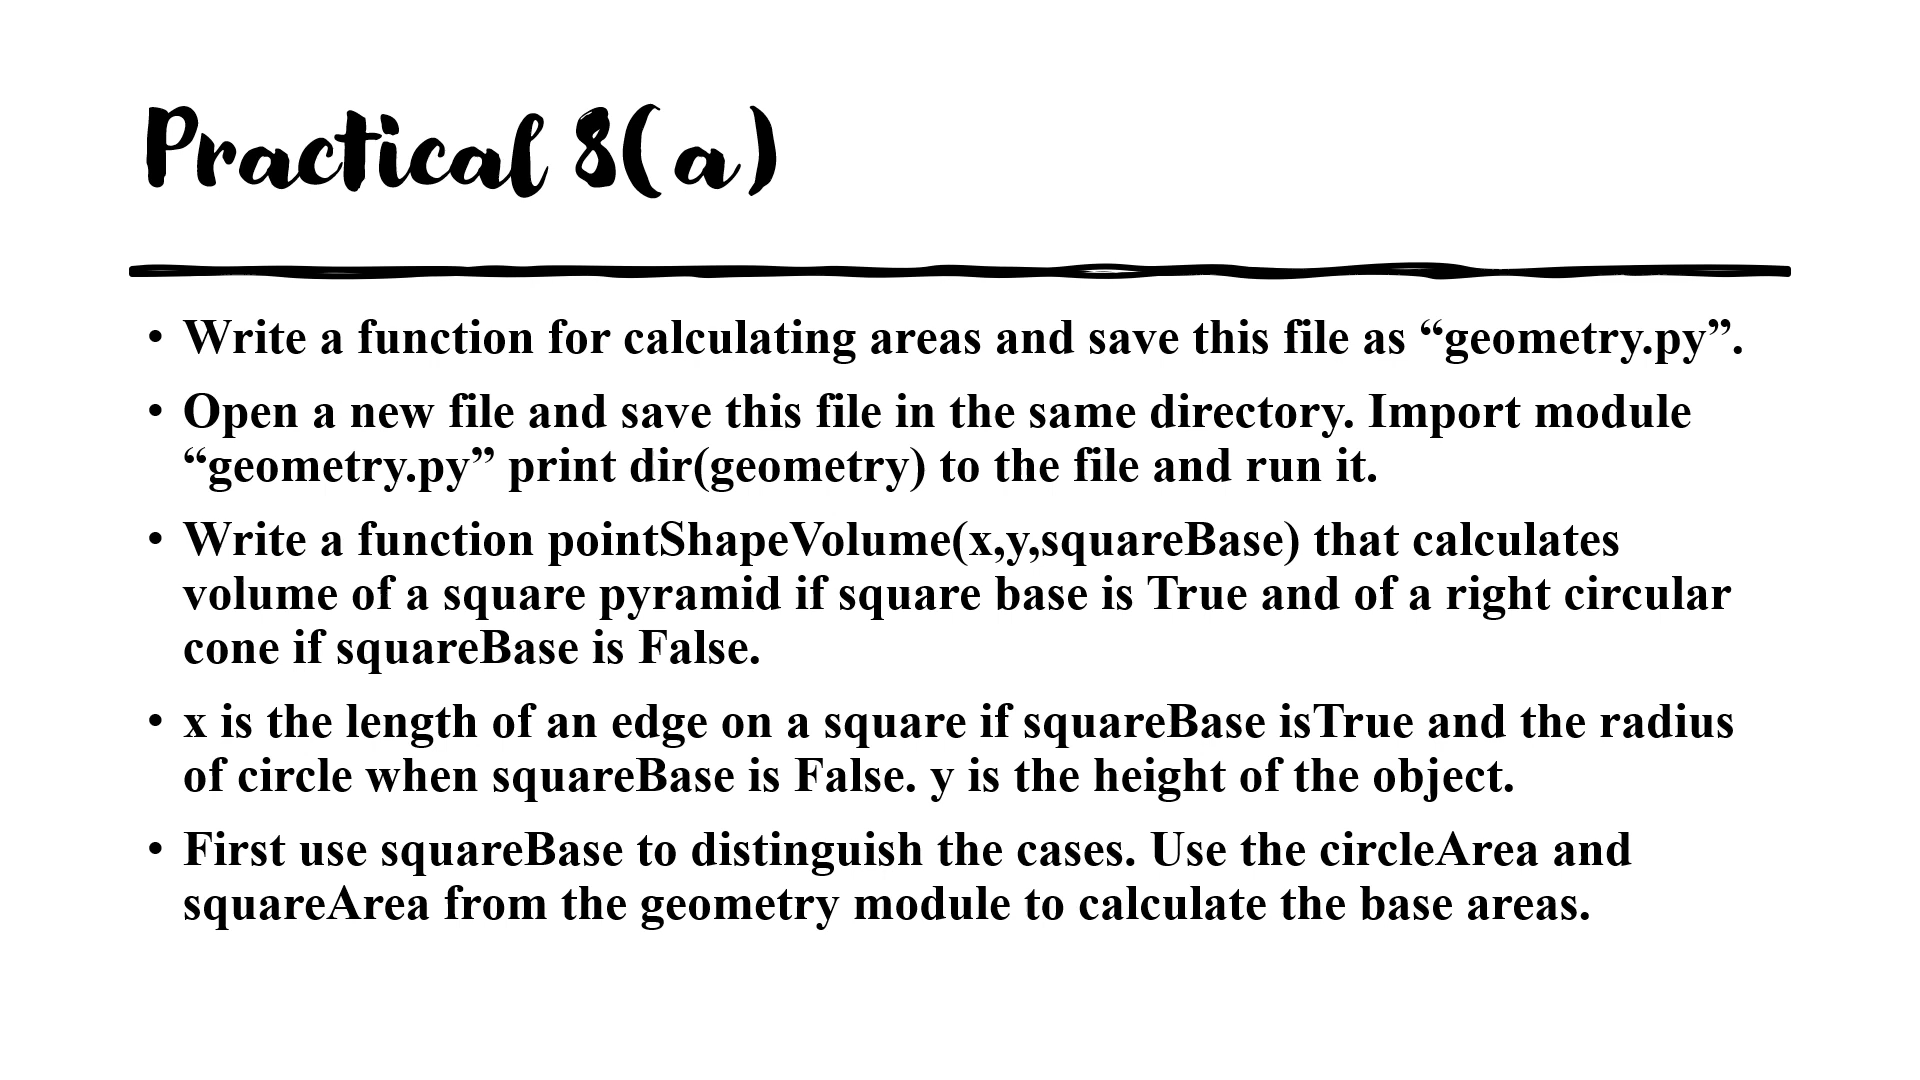 Practical 8(a)
• Write a function for calculating areas and save this file as “geometry.py”.
• Open a new file and save this file in the same directory. Import module
“geometry.py” print dir(geometry) to the file and run it.
• Write a function pointShapeVolume(x,y,squareBase) that calculates
volume of a square pyramid if square base is True and of a right circular
cone if squareBase is False.
• x is the length of an edge on a square if squareBase isTrue and the radius
of circle when squareBase is False. y is the height of the object.
• First use squareBase to distinguish the cases. Use the circleArea and
squareArea from the geometry module to calculate the base areas.